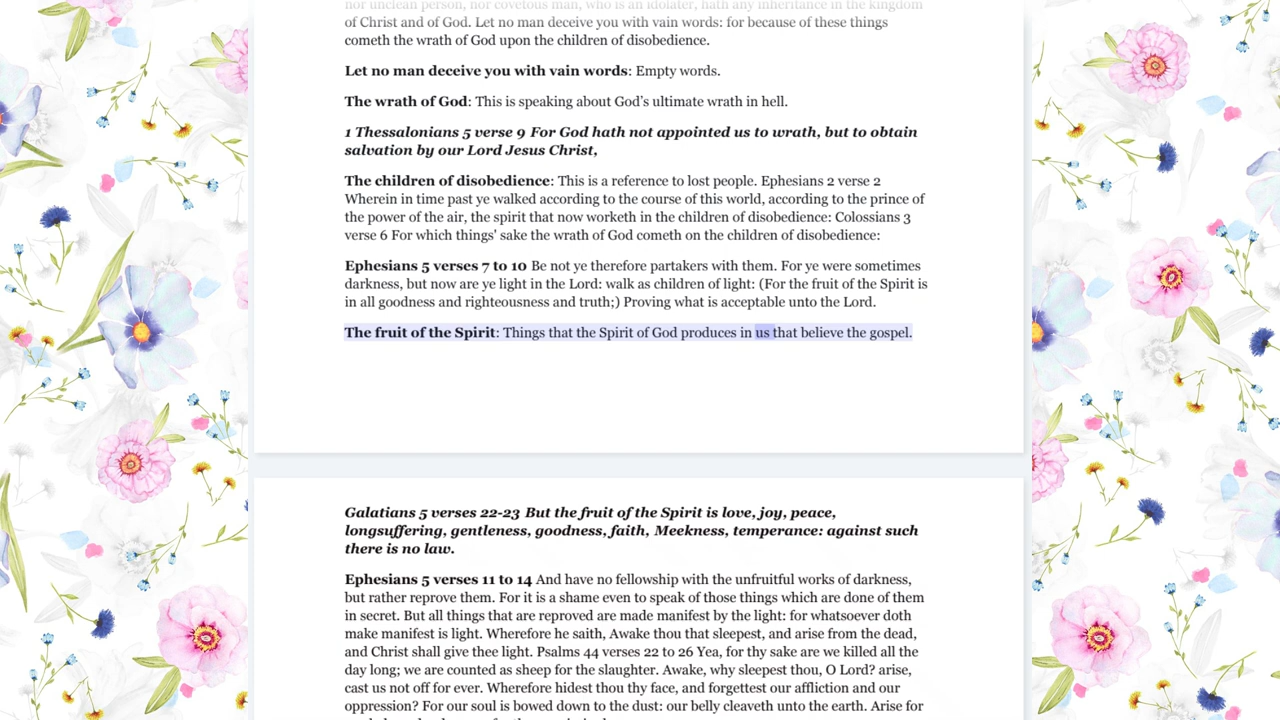 nor unclean person, nor covetous man, who is an idolater, hath any inheritance in the kingdom
of Christ and of God. Let no man deceive you with vain words: for because of these things
cometh the wrath of God upon the children of disobedience.
Let no man deceive you with vain words: Empty words.
The wrath of God: This is speaking about God’s ultimate wrath in hell.
1 Thessalonians 5 verse 9 For God hath not appointed us to wrath, but to obtain
salvation by our Lord Jesus Christ,
The children of disobedience: This is a reference to lost people. Ephesians 2 verse 2
Wherein in time past ye walked according to the course of this world, according to the prince of
the power of the air, the spirit that now worketh in the children of disobedience: Colossians 3
verse 6 For which things' sake the wrath of God cometh on the children of disobedience:
Ephesians 5 verses 7 to 10 Be not ye therefore partakers with them. For ye were sometimes
darkness, but now are ye light in the Lord: walk as children of light: (For the fruit of the Spirit is
in all goodness and righteousness and truth;) Proving what is acceptable unto the Lord.
The fruit of the Spirit: Things that the Spirit of God produces in us that believe the gospel.
Galatians 5 verses 22-23 But the fruit of the Spirit is love, joy, peace,
longsuffering, gentleness, goodness, faith, Meekness, temperance: against such
there is no law.
Ephesians 5 verses 11 to 14 And have no fellowship with the unfruitful works of darkness,
but rather reprove them. For it is a shame even to speak of those things which are done of them
in secret. But all things that are reproved are made manifest by the light: for whatsoever doth
make manifest is light. Wherefore he saith, Awake thou that sleepest, and arise from the dead,
and Christ shall give thee light. Psalms 44 verses 22 to 26 Yea, for thy sake are we killed all the
day long; we are counted as sheep for the slaughter. Awake, why sleepest thou, O Lord? arise,
cast us not off for ever. Wherefore hidest thou thy face, and forgettest our affliction and our
oppression? For our soul is bowed down to the dust: our belly cleaveth unto the earth. Arise for